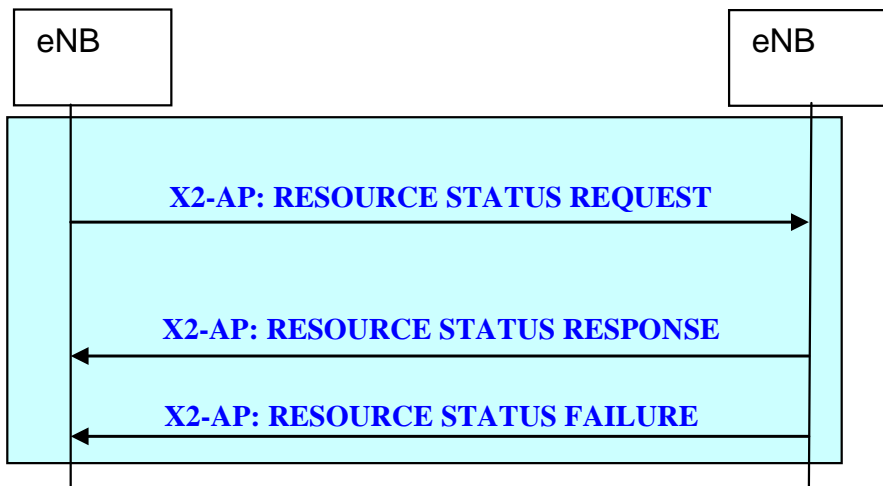 eNB
eNB
X2-AP: RESOURCE STATUS REQUEST
X2-AP: RESOURCE STATUS RESPONSE
X2-AP: RESOURCE STATUS FAILURE